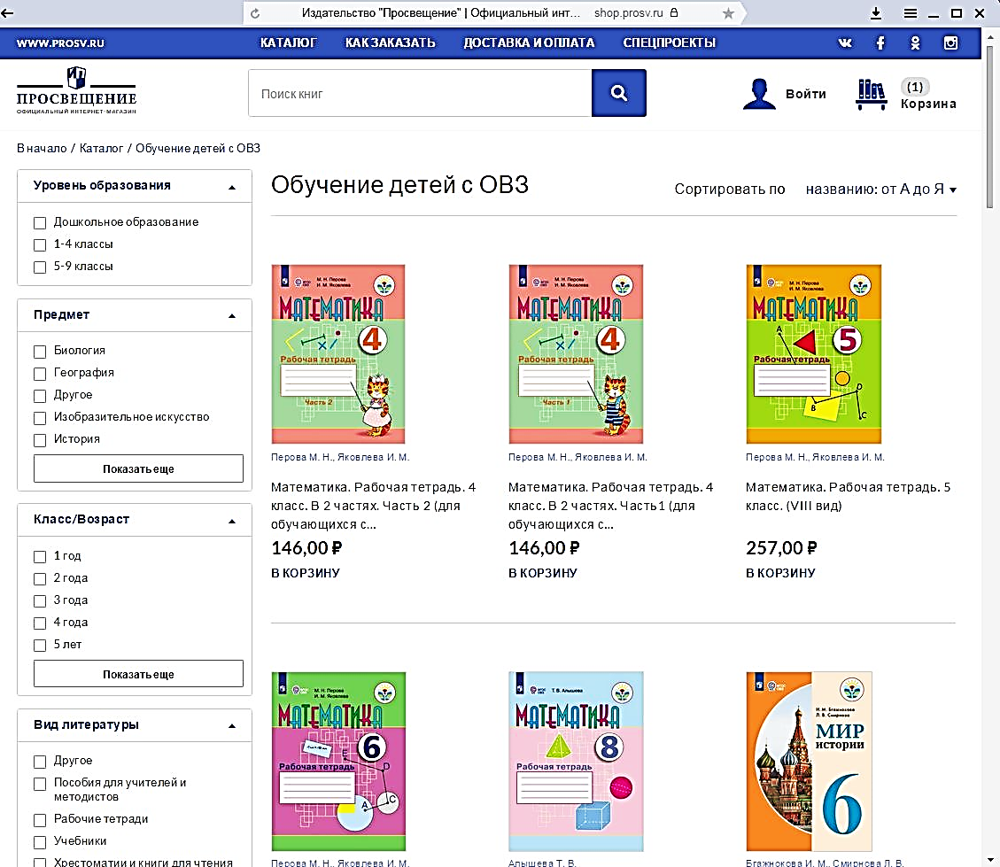 Издательство "Просвещение" | Официальный инт... shop.prosv.ru
WWW.PROSV.RU
КАТАЛОГ КАК ЗАКАЗАТЬ ДОСТАВКА И ОПЛАТА СПЕЦПРОЕКТЫ
ПРОСВЕЩЕНИЕ
ОФИЦИАЛЬНЫЙ ИНТЕРНЕТ-МАГАЗИН
Поиск книг
Войти
(1)
Корзина
В начало / Каталог / Обучение детей с ОВЗ
Уровень образования
Дошкольное образование
1-4 классы
5-9 классы
Предмет
Биология
География
Другое
Изобразительное искусство
История
Показать еще
Класс/Возраст
1 год
2 года
3 года
4 года
5 лет
Показать еще
Вид литературы
Другое
Пособия для учителей и
методистов
Рабочие тетради
Учебники
Хрестоматии и книги для чтения
Обучение детей с ОВЗ
Сортировать по названию: от А до Я
М. Н. Перова
И. М. Яковлева
МАТЕМАТИКА
4
Рабочая тетрадь
Часть 2
Перова М. Н., Яковлева И. М.
Математика. Рабочая тетрадь. 4
класс. В 2 частях. Часть 2 (для
обучающихся с...
146,00 ₽
В КОРЗИНУ
М. Н. Перова
И. М. Яковлева
МАТЕМАТИКА
4
Рабочая тетрадь
Часть 1
Перова М. Н., Яковлева И. М.
Математика. Рабочая тетрадь. 4
класс. В 2 частях. Часть1 (для
обучающихся с...
146,00 ₽
В КОРЗИНУ
М. Н. Перова
И. М. Яковлева
МАТЕМАТИКА
5
A
Рабочая тетрадь
B
D
C
Перова М. Н., Яковлева И. М.
Математика. Рабочая тетрадь. 5
класс. (VIII вид)
257,00 ₽
В КОРЗИНУ
М. Н. Перова
И. М. Яковлева
МАТЕМАТИКА
6
E
D
Рабочая тетрадь
A
C
Перова М. Н., Яковлева И. М.
Т. В. Алышева
МАТЕМАТИКА
8
Рабочая тетрадь
Алышева Т. В.
И. М. Бгажнокова
Л. В. Смирнова
МИР
ИСТОРИИ
6
Бгажнокова И. М., Смирнова Л. В.